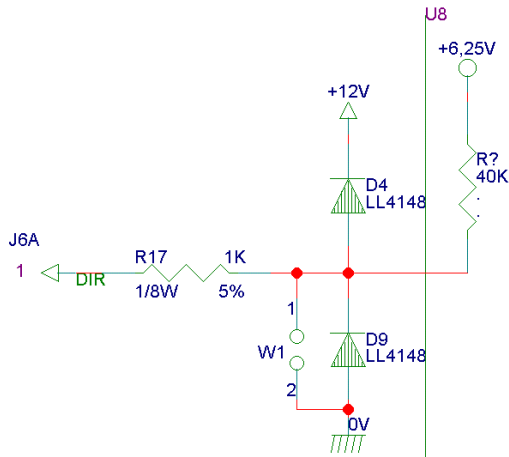 U8
+6,25V
+12V
R?
40K
.
.
D4
LL4148
J6A
1
DIR
R17
1K
1/8W
5%
1
W1
2
D9
LL4148
0V